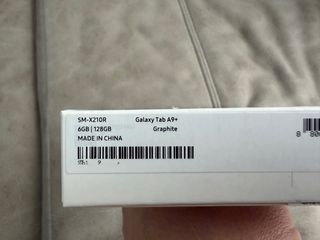 SM-X210R Galaxy Tab A9+
6GB | 128GB Graphite
MADE IN CHINA